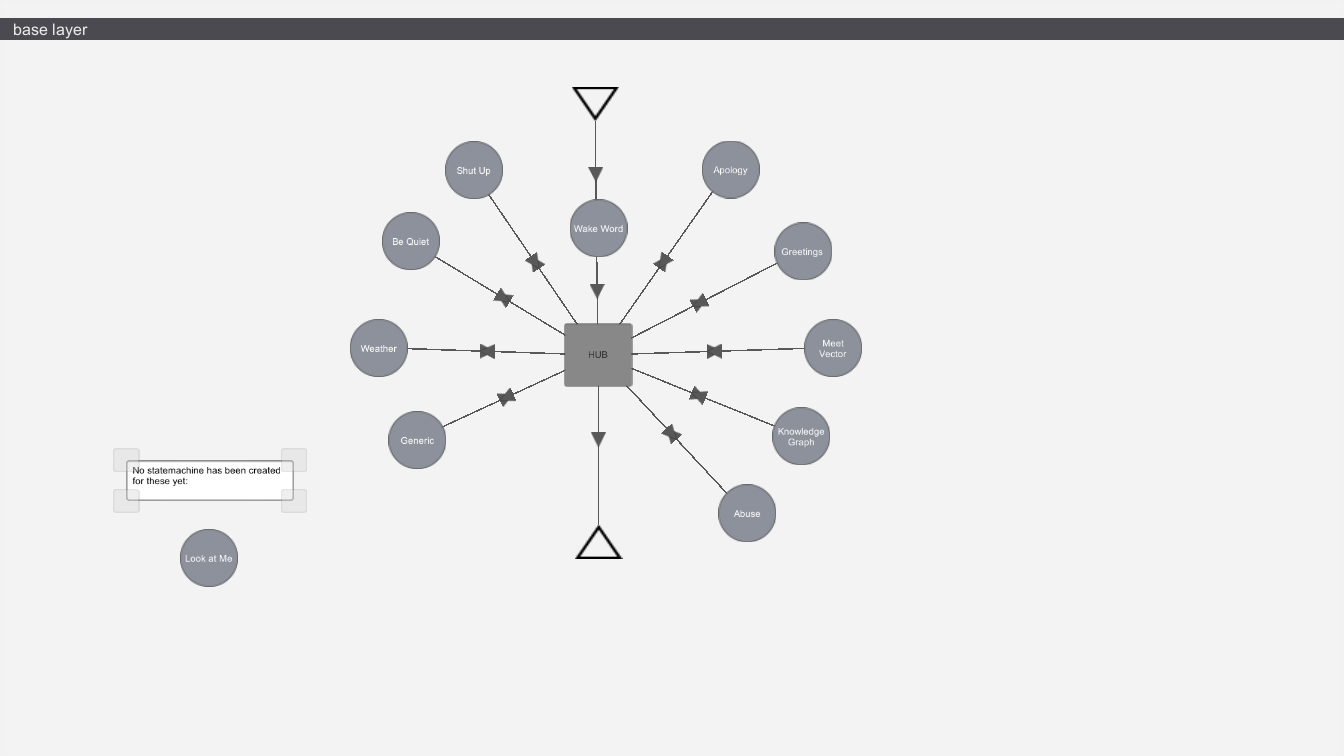 base layer
Shut Up
Apology
Wake Word
Be Quiet
Greetings
Weather
HUB
Meet
Vector
Generic
Knowledge
Graph
No statemachine has been created
for these yet:
Abuse
Look at Me